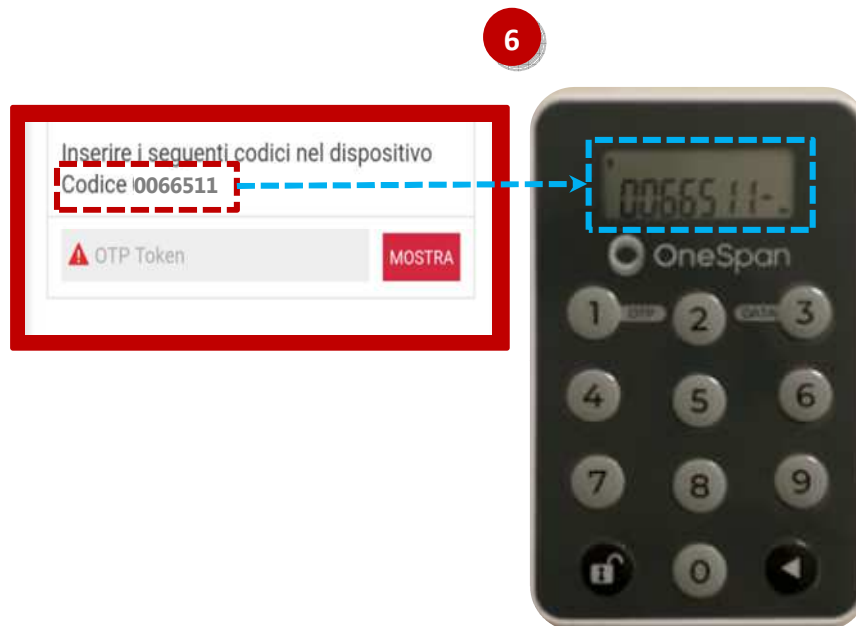 6
Inserire i seguenti codici nel dispositivo
Codice 0066511
OTP Token
MOSTRA
0066511-
OneSpan
1 OTP 2 DATA 3
4 5 6
7 8 9
0